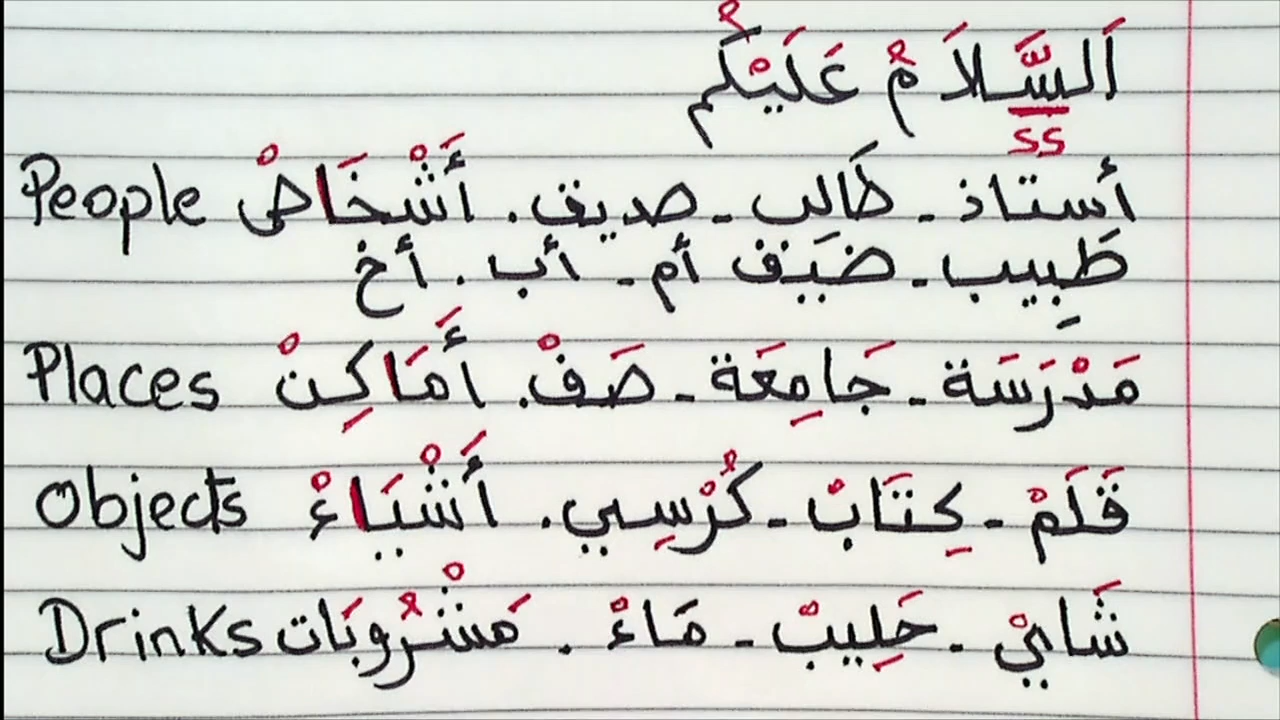 اَلسَّلَامُ عَلَيْكُم
ss
أستاذ - طَالِب - صديق. أَشْخَاصْ People
طَبِيب - ضَيف أم - أب. أخ
مَدْرَسَة - جَامِعَة - صَفْ. أَمَاكِنْ Places
قَلَمْ - كِتَابْ - كُرْسِي. أَشْيَاءْ Objects
شَايْ - حَلِيبْ - مَاءْ. مَشْرُوبَات Drinks